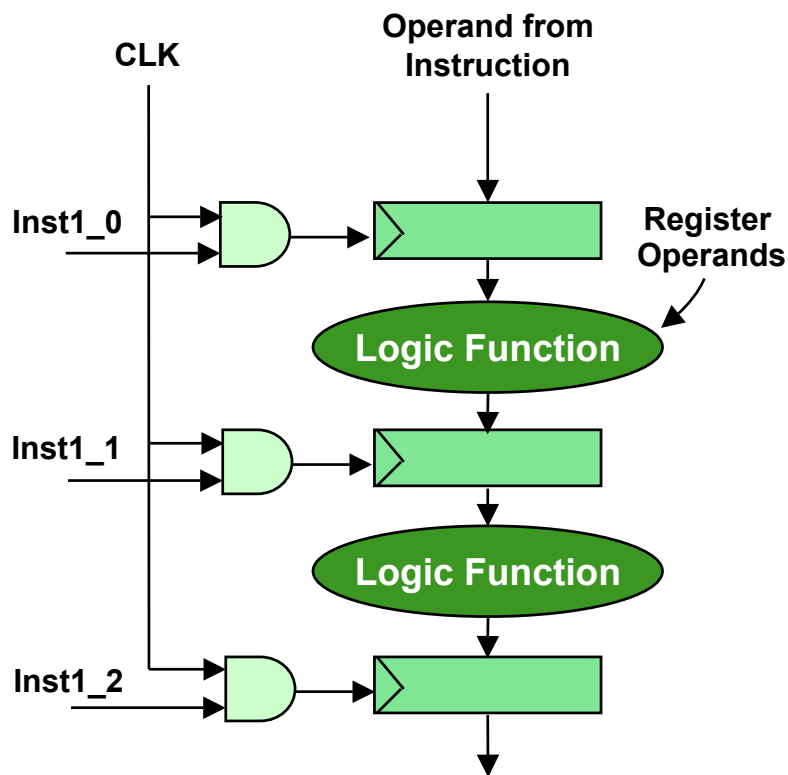 Operand from
Instruction
CLK
Inst1_0
Register
Operands
Logic Function
Inst1_1
Logic Function
Inst1_2